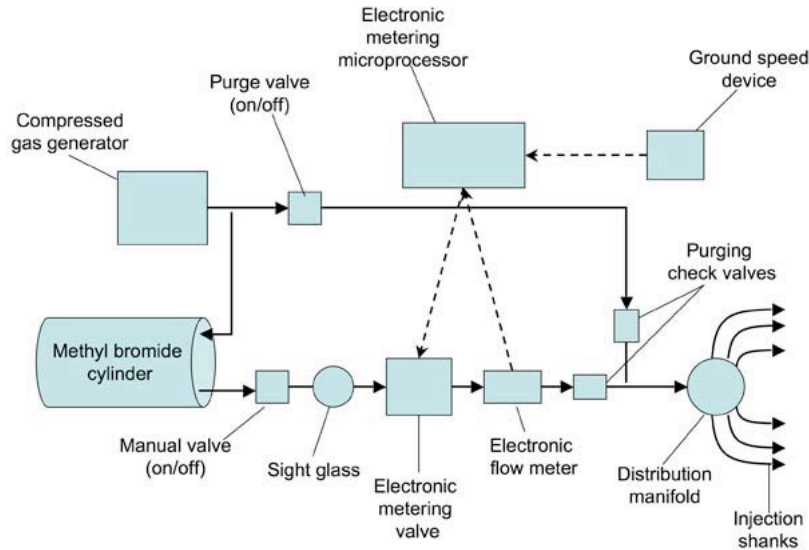 Electronic
metering
microprocessor
Ground speed
device
Purge valve
(on/off)
Compressed
gas generator
Purging
check valves
Methyl bromide
cylinder
Manual valve
(on/off)
Sight glass
Electronic
metering
valve
Electronic
flow meter
Distribution
manifold
Injection
shanks